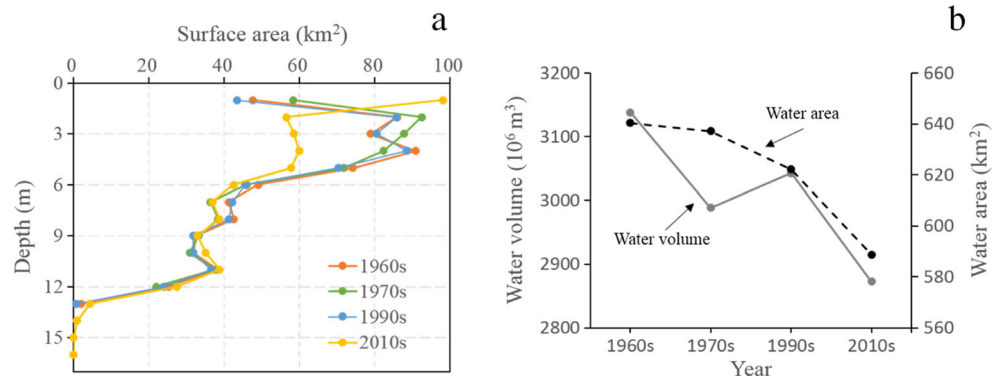 a
Surface area (km²)
0 20 40 60 80 100
0
3
6
9
12
15
Depth (m)
1960s
1970s
1990s
2010s
b
3200
3100
3000
2900
2800
Water volume (10⁶ m³)
660
640
620
600
580
560
Water area (km²)
Water area
Water volume
1960s 1970s 1990s 2010s
Year